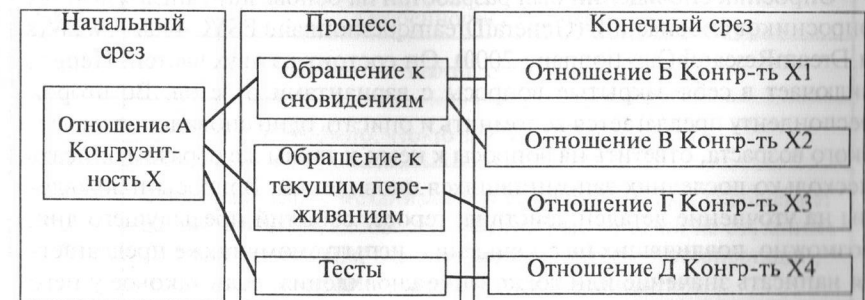 Начальный
срез
Процесс
Конечный срез
Отношение А
Конгруэнт-
ность X
Обращение к
сновидениям
Обращение к
текущим пере-
живаниям
Тесты
Отношение Б Конгр-ть X1
Отношение В Конгр-ть X2
Отношение Г Конгр-ть X3
Отношение Д Конгр-ть X4